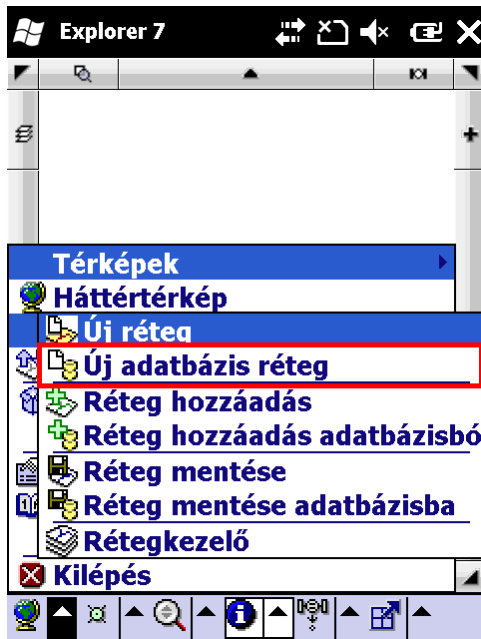 Explorer 7
Térképek
Háttértérkép
Új réteg
Új adatbázis réteg
Réteg hozzáadás
Réteg hozzáadás adatbázisbó
Réteg mentése
Réteg mentése adatbázisba
Rétegkezelő
Kilépés